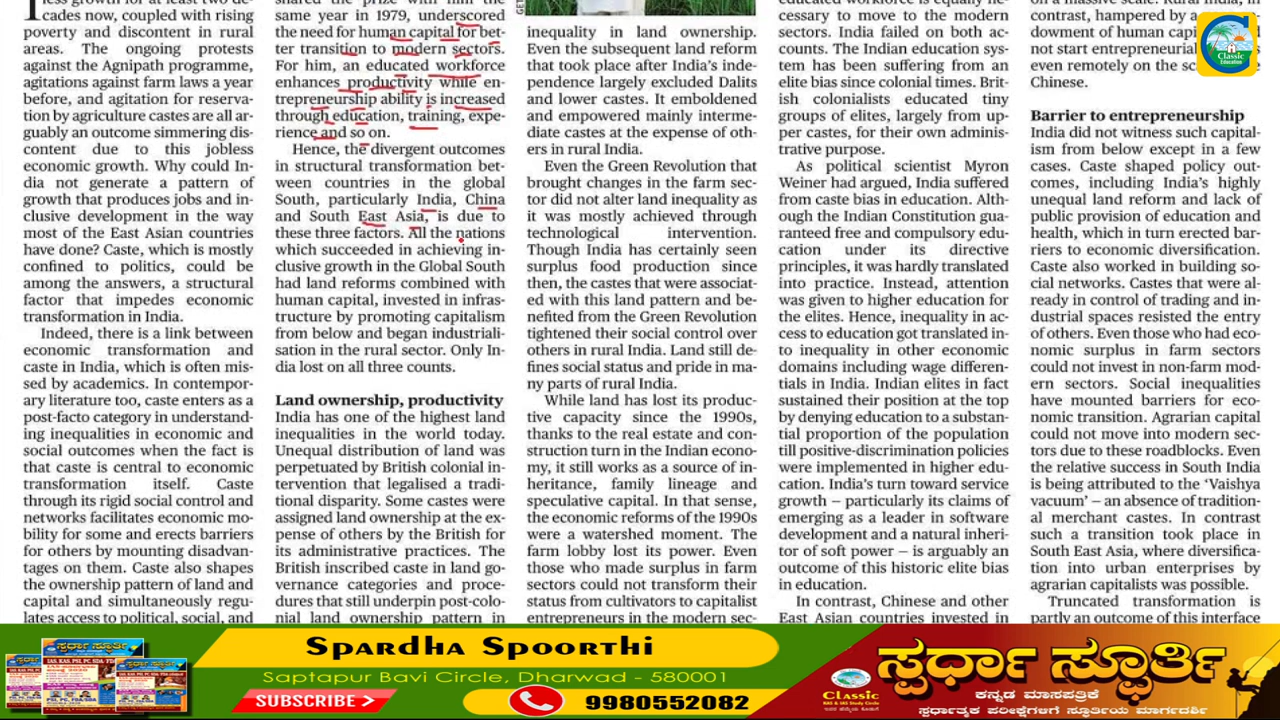 less growth for at least two de-
cades now, coupled with rising
poverty and discontent in rural
areas. The ongoing protests
against the Agnipath programme,
agitations against farm laws a year
before, and agitation for reserva-
tion by agriculture castes are all ar-
guably an outcome simmering dis-
content due to this jobless
economic growth. Why could In-
dia not generate a pattern of
growth that produces jobs and in-
clusive development in the way
most of the East Asian countries
have done? Caste, which is mostly
confined to politics, could be
among the answers, a structural
factor that impedes economic
transformation in India.
Indeed, there is a link between
economic transformation and
caste in India, which is often mis-
sed by academics. In contempor-
ary literature too, caste enters as a
post-facto category in understand-
ing inequalities in economic and
social outcomes when the fact is
that caste is central to economic
transformation itself. Caste
through its rigid social control and
networks facilitates economic mo-
bility for some and erects barriers
for others by mounting disadvan-
tages on them. Caste also shapes
the ownership pattern of land and
capital and simultaneously regu-
lates access to political, social, and
shared the prize with him the
same year in 1979, underscored
the need for human capital for bet-
ter transition to modern sectors.
For him, an educated workforce
enhances productivity while en-
trepreneurship ability is increased
through education, training, expe-
rience and so on.
Hence, the divergent outcomes
in structural transformation bet-
ween countries in the global
South, particularly India, China
and South East Asia, is due to
these three factors. All the nations
which succeeded in achieving in-
clusive growth in the Global South
had land reforms combined with
human capital, invested in infras-
tructure by promoting capitalism
from below and began industriali-
sation in the rural sector. Only In-
dia lost on all three counts.
Land ownership, productivity
India has one of the highest land
inequalities in the world today.
Unequal distribution of land was
perpetuated by British colonial in-
tervention that legalised a tradi-
tional disparity. Some castes were
assigned land ownership at the ex-
pense of others by the British for
its administrative practices. The
British inscribed caste in land go-
vernance categories and proce-
dures that still underpin post-colo-
nial land ownership pattern in
inequality in land ownership.
Even the subsequent land reform
that took place after India's inde-
pendence largely excluded Dalits
and lower castes. It emboldened
and empowered mainly interme-
diate castes at the expense of oth-
ers in rural India.
Even the Green Revolution that
brought changes in the farm sec-
tor did not alter land inequality as
it was mostly achieved through
technological intervention.
Though India has certainly seen
surplus food production since
then, the castes that were associat-
ed with this land pattern and be-
nefited from the Green Revolution
tightened their social control over
others in rural India. Land still de-
fines social status and pride in ma-
ny parts of rural India.
While land has lost its produc-
tive capacity since the 1990s,
thanks to the real estate and con-
struction turn in the Indian econo-
my, it still works as a source of in-
heritance, family lineage and
speculative capital. In that sense,
the economic reforms of the 1990s
were a watershed moment. The
farm lobby lost its power. Even
those who made surplus in farm
sectors could not transform their
status from cultivators to capitalist
entrepreneurs in the modern sec-
educated workforce is equally ne-
cessary to move to the modern
sectors. India failed on both ac-
counts. The Indian education sys-
tem has been suffering from an
elite bias since colonial times. Brit-
ish colonialists educated tiny
groups of elites, largely from up-
per castes, for their own adminis-
trative purpose.
As political scientist Myron
Weiner had argued, India suffered
from caste bias in education. Alth-
ough the Indian Constitution gua-
ranteed free and compulsory edu-
cation under its directive
principles, it was hardly translated
into practice. Instead, attention
was given to higher education for
the elites. Hence, inequality in ac-
cess to education got translated in-
to inequality in other economic
domains including wage differen-
tials in India. Indian elites in fact
sustained their position at the top
by denying education to a substan-
tial proportion of the population
till positive-discrimination policies
were implemented in higher edu-
cation. India's turn toward service
growth – particularly its claims of
emerging as a leader in software
development and a natural inheri-
tor of soft power – is arguably an
outcome of this historic elite bias
in education.
In contrast, Chinese and other
East Asian countries invested in
on a massive scale. Rural India, in
contrast, hampered by a
dowment of human capi
not start entrepreneurial
even remotely on the sc
Chinese.
Barrier to entrepreneurship
India did not witness such capital-
ism from below except in a few
cases. Caste shaped policy out-
comes, including India's highly
unequal land reform and lack of
public provision of education and
health, which in turn erected bar-
riers to economic diversification.
Caste also worked in building so-
cial networks. Castes that were al-
ready in control of trading and in-
dustrial spaces resisted the entry
of others. Even those who had eco-
nomic surplus in farm sectors
could not invest in non-farm mod-
ern sectors. Social inequalities
have mounted barriers for eco-
nomic transition. Agrarian capital
could not move into modern sec-
tors due to these roadblocks. Even
the relative success in South India
is being attributed to the 'Vaishya
vacuum' – an absence of tradition-
al merchant castes. In contrast
such a transition took place in
South East Asia, where diversifica-
tion into urban enterprises by
agrarian capitalists was possible.
Truncated transformation is
partly an outcome of this interface
Classic
Education
Spardha Spoorthi
Saptapur Bavi Circle, Dharwad - 580001
SUBSCRIBE
9980552082
Classic
ಸ್ಪರ್ಧಾ ಸ್ಫೂರ್ತಿ
ಕನ್ನಡ ಮಾಸಪತ್ರಿಕೆ
ಸ್ಪರ್ಧಾತ್ಮಕ ಪರೀಕ್ಷೆಗಳಿಗೆ ಸ್ಫೂರ್ತಿಯ ಮಾರ್ಗದರ್ಶಿ